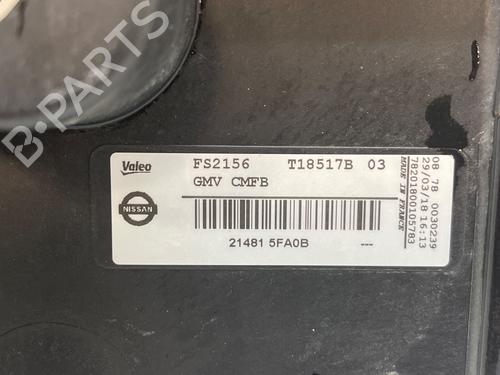 B-PARTS
Valeo
FS2156 T18517B 03
GMV CMFB
NISSAN
21481 5FA0B ---
MADE IN FRANCE
08 78 0030239
29/03/18 16:13
78201800105783